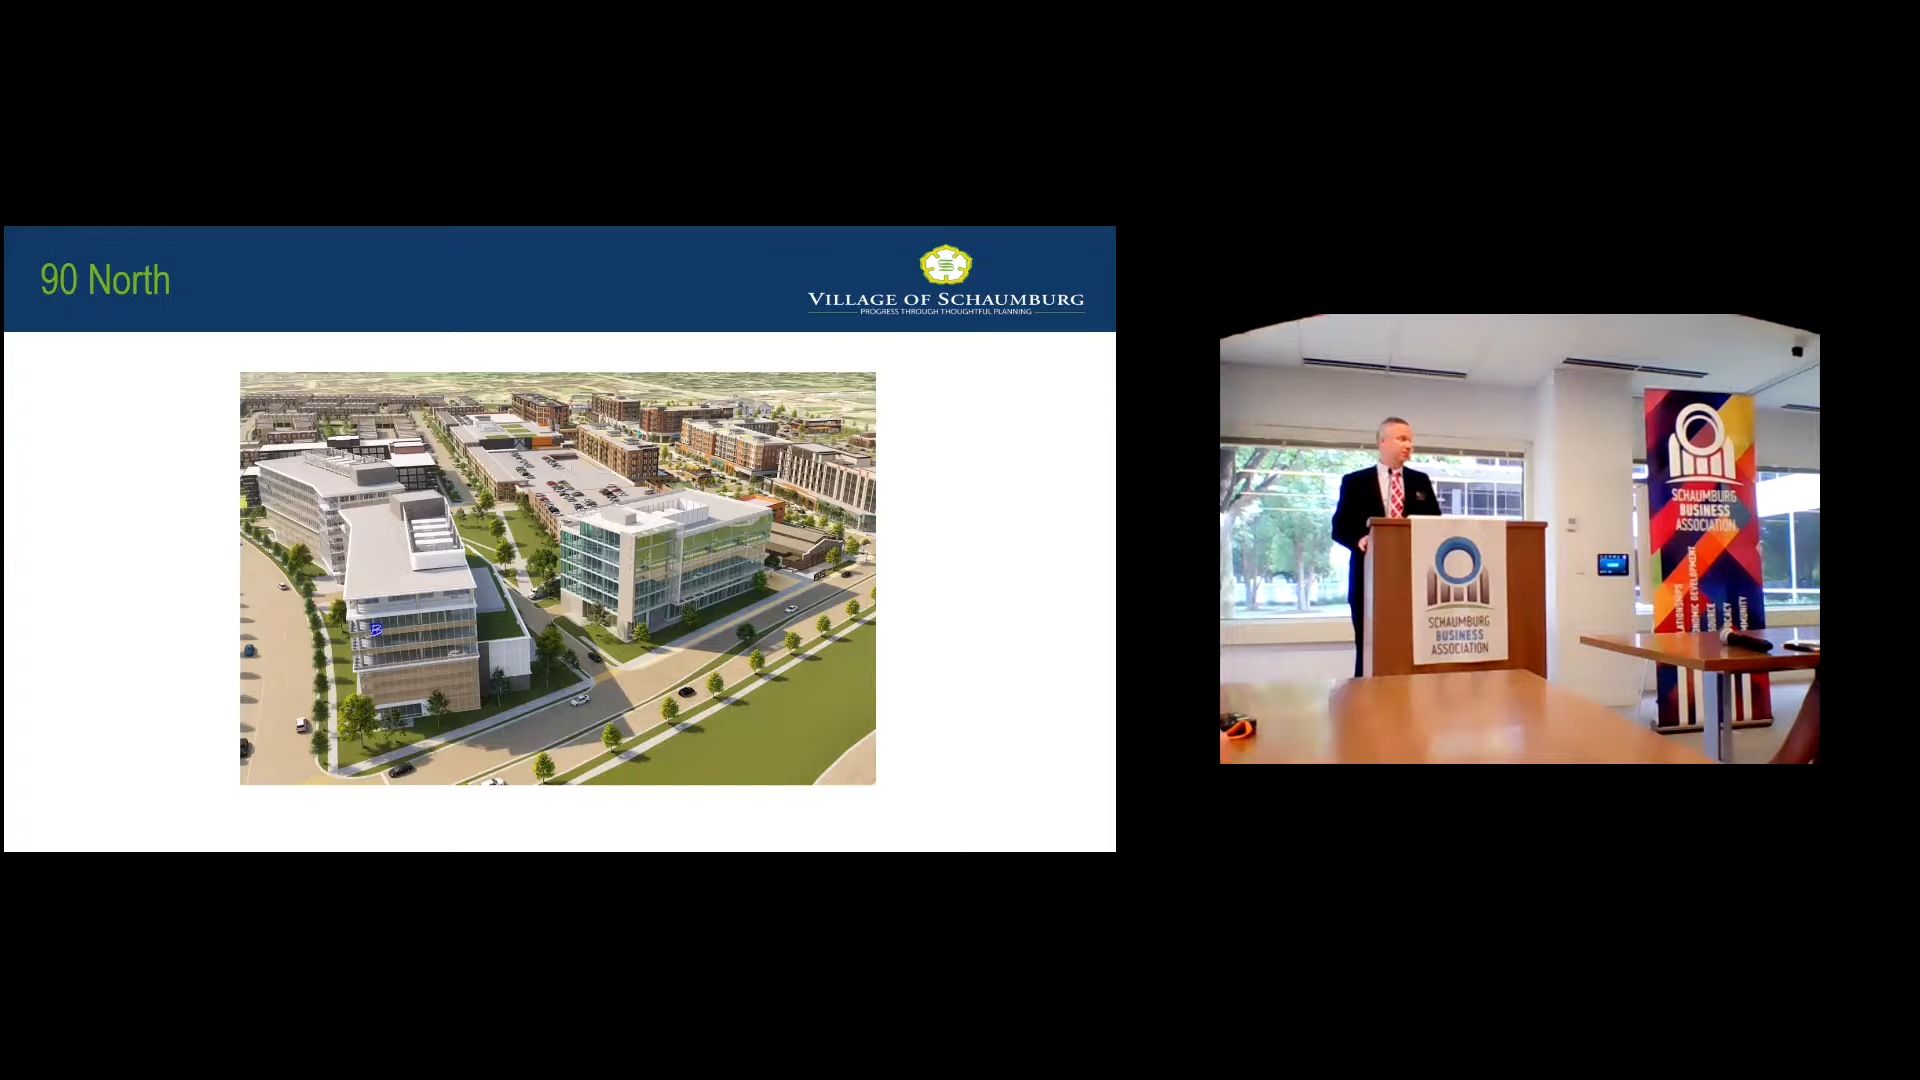 90 North
VILLAGE OF SCHAUMBURG
PROGRESS THROUGH THOUGHTFUL PLANNING
B
SCHAUMBURG
BUSINESS
ASSOCIATION
SCHAUMBURG
BUSINESS
ASSOCIATION